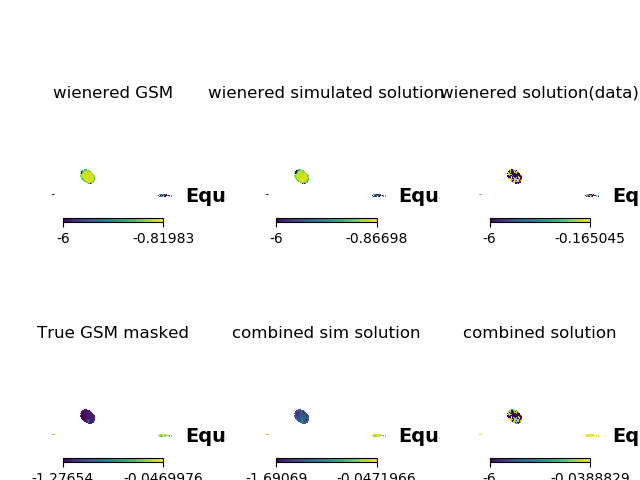 wienered GSM
wienered simulated solution
wienered solution(data)
Equ
Equ
Eq
-6 -0.81983
-6 -0.86698
-6 -0.165045
True GSM masked
combined sim solution
combined solution
Equ
Equ
Eq
-1.27654 -0.0469976
-1.69069 -0.0471966
-6 -0.0388829